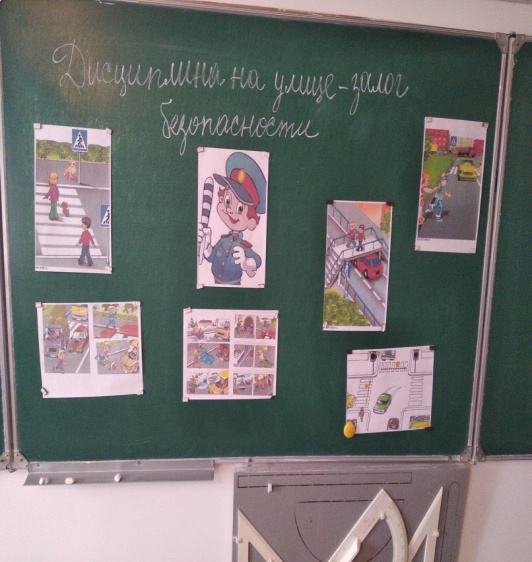 Дисциплина на улице – залог
безопасности